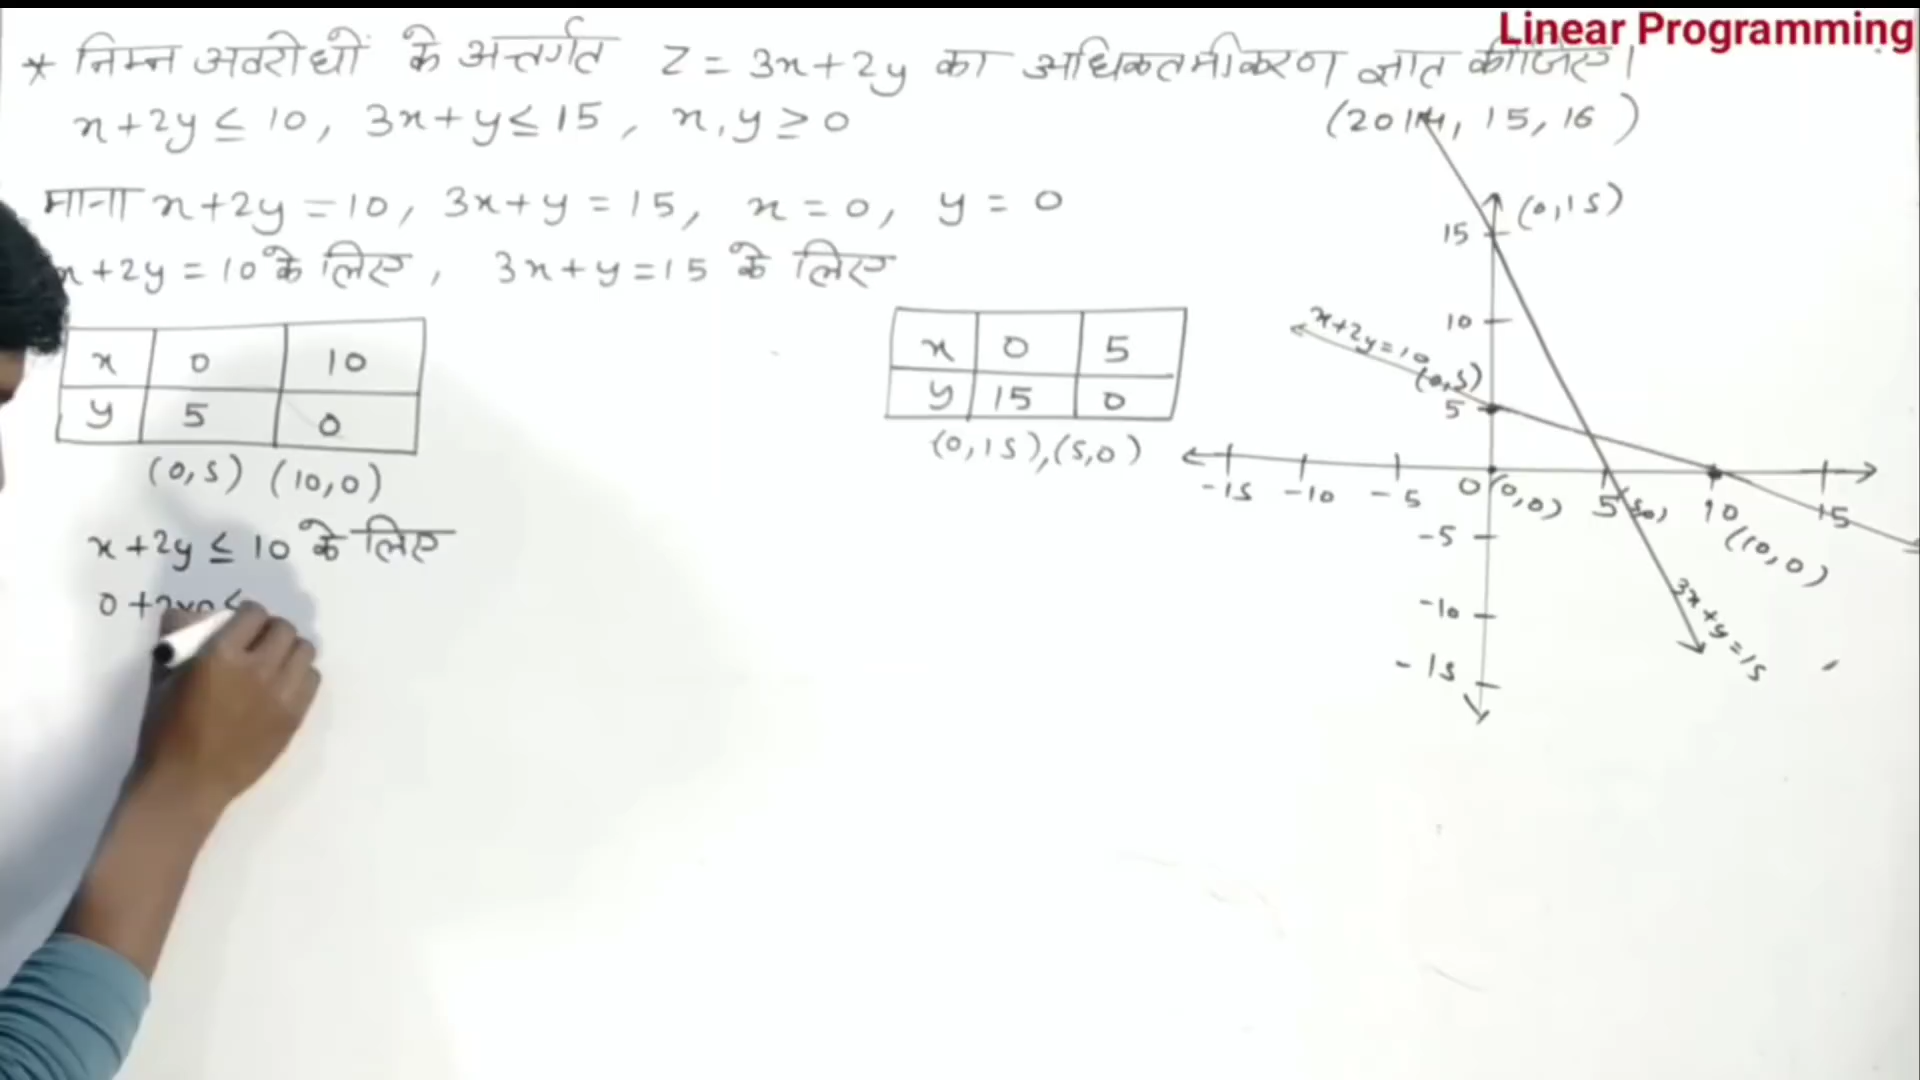 Linear Programming
* निम्न अवरोधों के अन्तर्गत Z = 3x+2y का अधिकतमीकरण ज्ञात कीजिए।
x+2y ≤ 10, 3x+y ≤ 15, x,y ≥ 0
(2014, 15, 16)
माना x+2y = 10, 3x+y = 15, x = 0, y = 0
x+2y = 10 के लिए, 3x+y = 15 के लिए
x 0 10
y 5 0
(0,5) (10,0)
x 0 5
y 15 0
(0,15),(5,0)
x+2y ≤ 10 के लिए
0+2x0 ≤
(0,15)
15
10
x+2y=10
(0,5)
5
-15 -10 -5 0 (0,0) 5 (5,0) 10 15
(10,0)
-5
-10
-15
3x+y=15